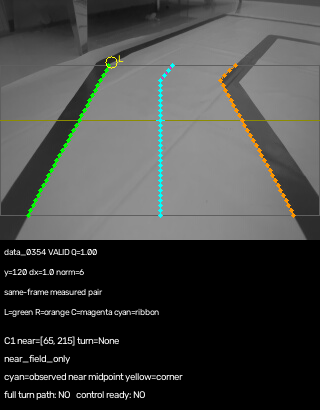 L
data_0354 VALID Q=1.00
y=120 dx=1.0 norm=6
same-frame measured pair
L=green R=orange C=magenta cyan=ribbon
C1 near=[65, 215] turn=None
near_field_only
cyan=observed near midpoint yellow=corner
full turn path: NO control ready: NO